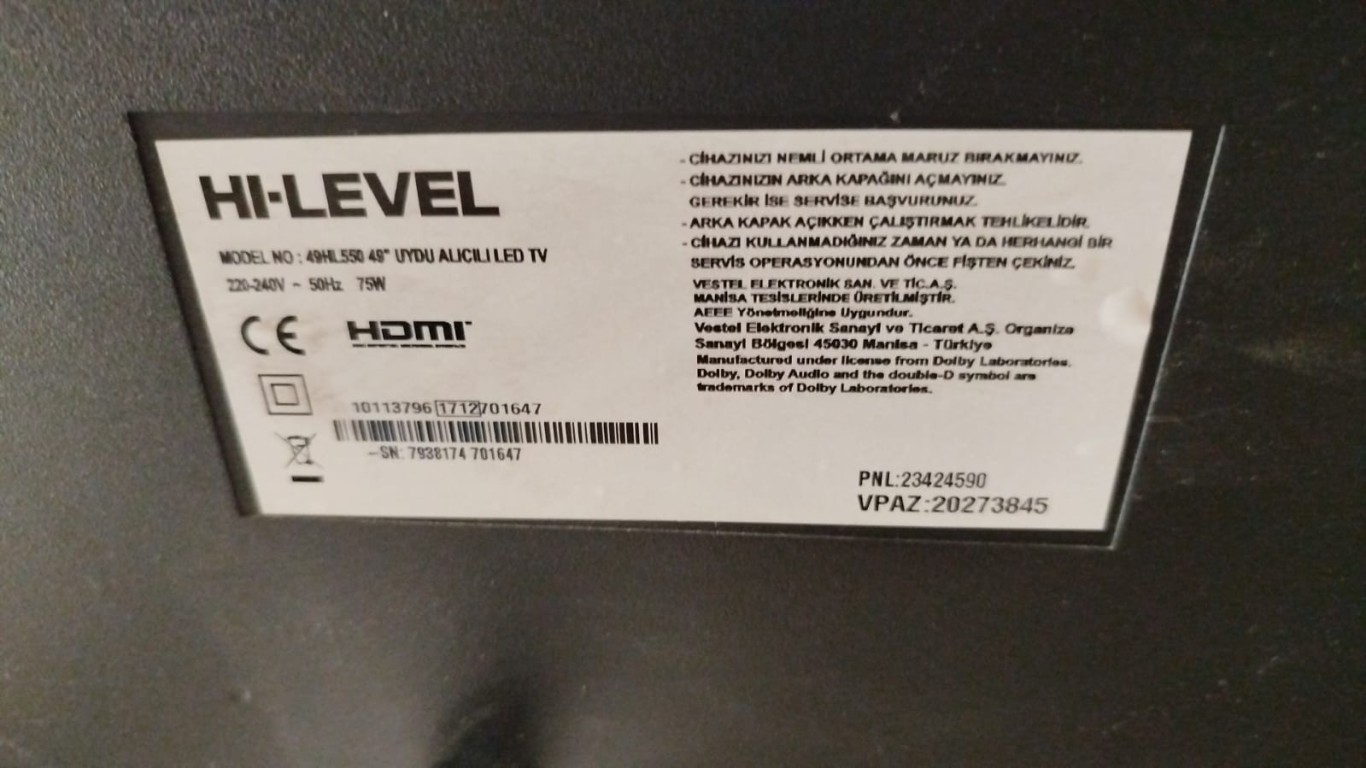 HI-LEVEL
MODEL NO : 49HL550 49" UYDU ALICILI LED TV
220-240V ~ 50Hz 75W
CE HDMI
10113796 1712 701647
SN: 7938174 701647
- CİHAZINIZI NEMLİ ORTAMA MARUZ BIRAKMAYINIZ.
- CİHAZINIZIN ARKA KAPAĞINI AÇMAYINIZ.
GEREKİR İSE SERVİSE BAŞVURUNUZ.
- ARKA KAPAK AÇIKKEN ÇALIŞTIRMAK TEHLİKELİDİR.
- CİHAZI KULLANMADIĞINIZ ZAMAN YA DA HERHANGİ BİR
SERVİS OPERASYONUNDAN ÖNCE FİŞTEN ÇEKİNİZ.
VESTEL ELEKTRONİK SAN. VE TİC.A.Ş.
MANİSA TESİSLERİNDE ÜRETİLMİŞTİR.
AEEE Yönetmeliğine Uygundur.
Vestel Elektronik Sanayi ve Ticaret A.Ş. Organize
Sanayi Bölgesi 45030 Manisa - Türkiye
Manufactured under license from Dolby Laboratories.
Dolby, Dolby Audio and the double-D symbol are
trademarks of Dolby Laboratories.
PNL:23424590
VPAZ:20273845